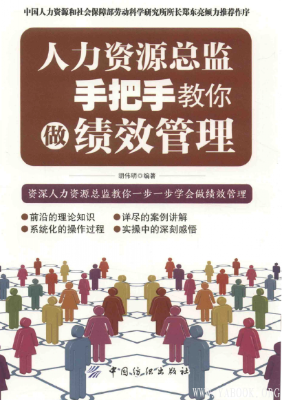 中国人力资源和社会保障部劳动科学研究所所长郑东亮倾力推荐作序
人力资源总监
手把手教你
做绩效管理
胡伟明 编著
资深人力资源总监教你一步一步学会做绩效管理
●前沿的理论知识 ●详尽的案例讲解
●系统化的操作过程 ●实操中的深刻感悟
中国纺织出版社